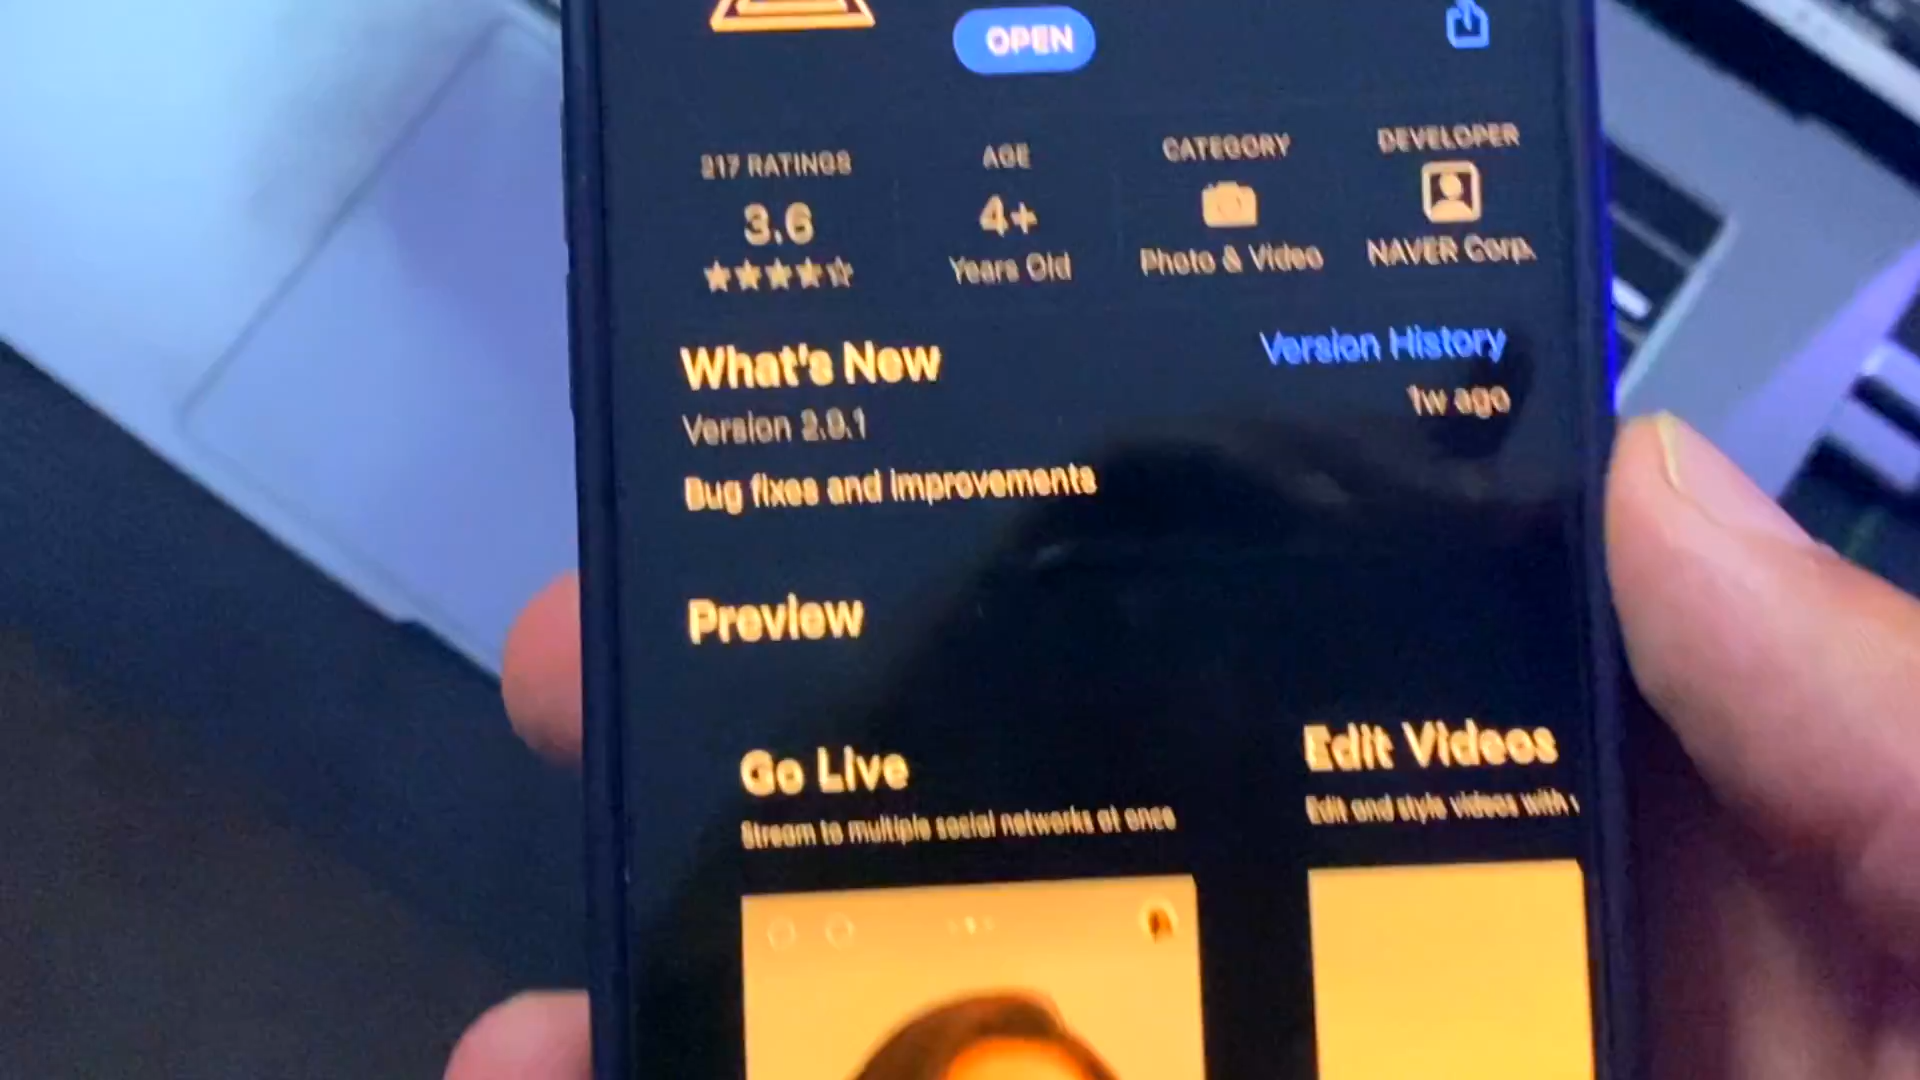 OPEN
217 RATINGS
AGE
CATEGORY
DEVELOPER
3.6
4+
Years Old
Photo & Video
NAVER Corp.
What's New
Version History
Version 2.9.1
1w ago
Bug fixes and improvements
Preview
Go Live
Edit Videos
Stream to multiple social networks at once
Edit and style videos with